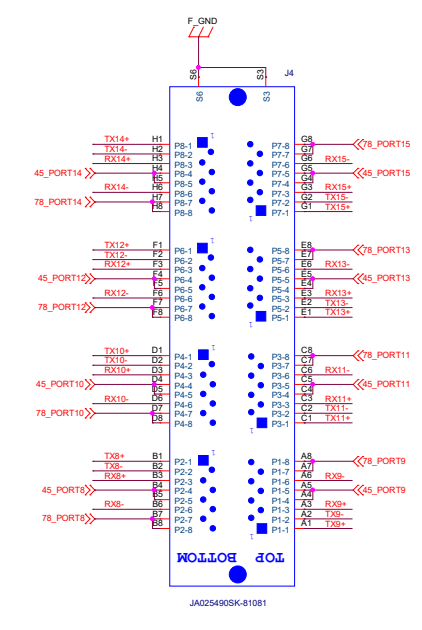 F_GND
S6 S3 J4
S6 S3
TX14+ H1 P8-1 1 P7-8 G8 78_PORT15
TX14- H2 P8-2 P7-7 G7
RX14+ H3 P8-3 P7-6 G6 RX15-
45_PORT14 H4 P8-4 P7-5 G5 45_PORT15
H5 P8-5 P7-4 G4
RX14- H6 P8-6 P7-3 G3 RX15+
78_PORT14 H7 P8-7 P7-2 G2 TX15-
H8 P8-8 P7-1 G1 TX15+
1
TX12+ F1 P6-1 1 P5-8 E8 78_PORT13
TX12- F2 P6-2 P5-7 E7
RX12+ F3 P6-3 P5-6 E6 RX13-
45_PORT12 F4 P6-4 P5-5 E5 45_PORT13
F5 P6-5 P5-4 E4
RX12- F6 P6-6 P5-3 E3 RX13+
78_PORT12 F7 P6-7 P5-2 E2 TX13-
F8 P6-8 P5-1 E1 TX13+
1
TX10+ D1 P4-1 1 P3-8 C8 78_PORT11
TX10- D2 P4-2 P3-7 C7
RX10+ D3 P4-3 P3-6 C6 RX11-
45_PORT10 D4 P4-4 P3-5 C5 45_PORT11
D5 P4-5 P3-4 C4
RX10- D6 P4-6 P3-3 C3 RX11+
78_PORT10 D7 P4-7 P3-2 C2 TX11-
D8 P4-8 P3-1 C1 TX11+
1
TX8+ B1 P2-1 1 P1-8 A8 78_PORT9
TX8- B2 P2-2 P1-7 A7
RX8+ B3 P2-3 P1-6 A6 RX9-
45_PORT8 B4 P2-4 P1-5 A5 45_PORT9
B5 P2-5 P1-4 A4
RX8- B6 P2-6 P1-3 A3 RX9+
78_PORT8 B7 P2-7 P1-2 A2 TX9-
B8 P2-8 P1-1 A1 TX9+
1
TOP BOTTOM
JA025490SK-81081